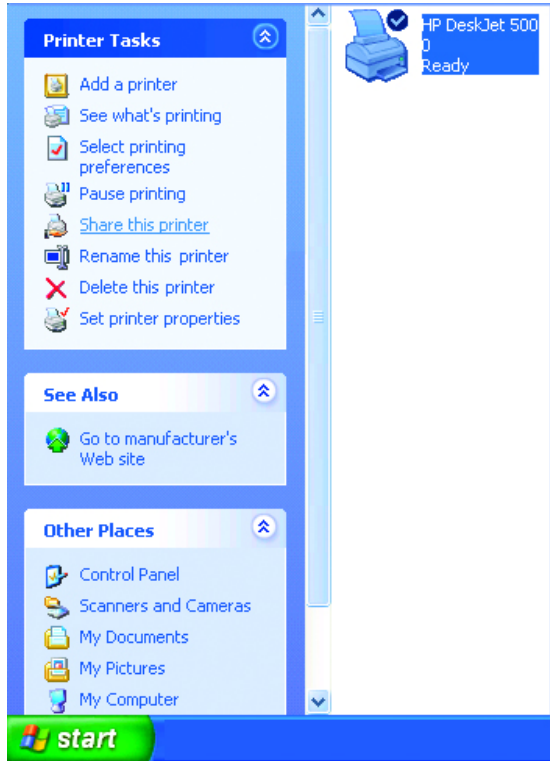 Printer Tasks
Add a printer
See what's printing
Select printing
preferences
Pause printing
Share this printer
Rename this printer
Delete this printer
Set printer properties
See Also
Go to manufacturer's
Web site
Other Places
Control Panel
Scanners and Cameras
My Documents
My Pictures
My Computer
HP DeskJet 500
0
Ready
start